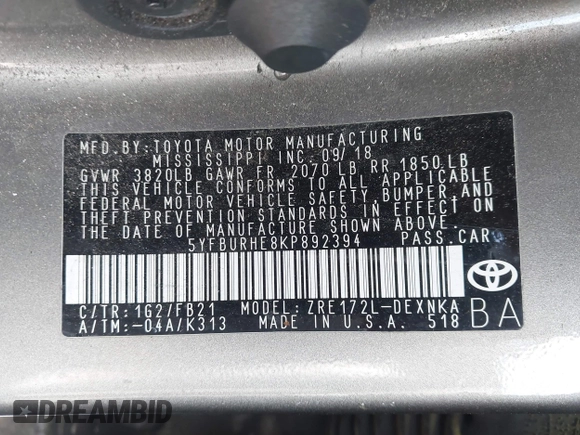 MFD.BY:TOYOTA MOTOR MANUFACTURING
MISSISSIPPI INC. 09/18
GVWR 3820LB GAWR FR 2070 LB RR 1850 LB
THIS VEHICLE CONFORMS TO ALL APPLICABLE
FEDERAL MOTOR VEHICLE SAFETY, BUMPER, AND
THEFT PREVENTION STANDARDS IN EFFECT ON
THE DATE OF MANUFACTURE SHOWN ABOVE.
5YFBURHE8KP892394 PASS.CAR
C/TR:1G2/FB21 MODEL: ZRE172L-DEXNKA
A/TM:-04A/K313 MADE IN U.S.A. 518
BA
DREAMBID